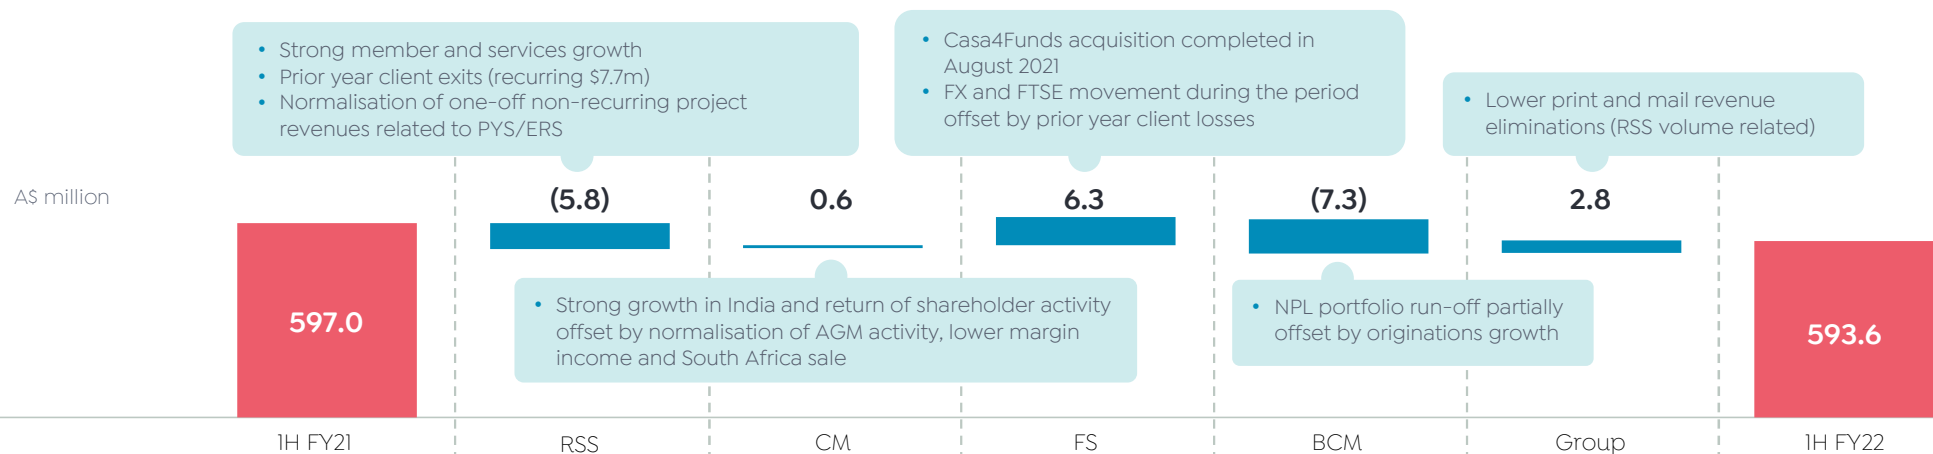 • Strong member and services growth
• Prior year client exits (recurring $7.7m)
• Normalisation of one-off non-recurring project
revenues related to PYS/ERS
• Casa4Funds acquisition completed in
August 2021
• FX and FTSE movement during the period
offset by prior year client losses
• Lower print and mail revenue
eliminations (RSS volume related)
A$ million
(5.8)
0.6
6.3
(7.3)
2.8
597.0
• Strong growth in India and return of shareholder activity
offset by normalisation of AGM activity, lower margin
income and South Africa sale
• NPL portfolio run-off partially
offset by originations growth
593.6
1H FY21
RSS
CM
FS
BCM
Group
1H FY22